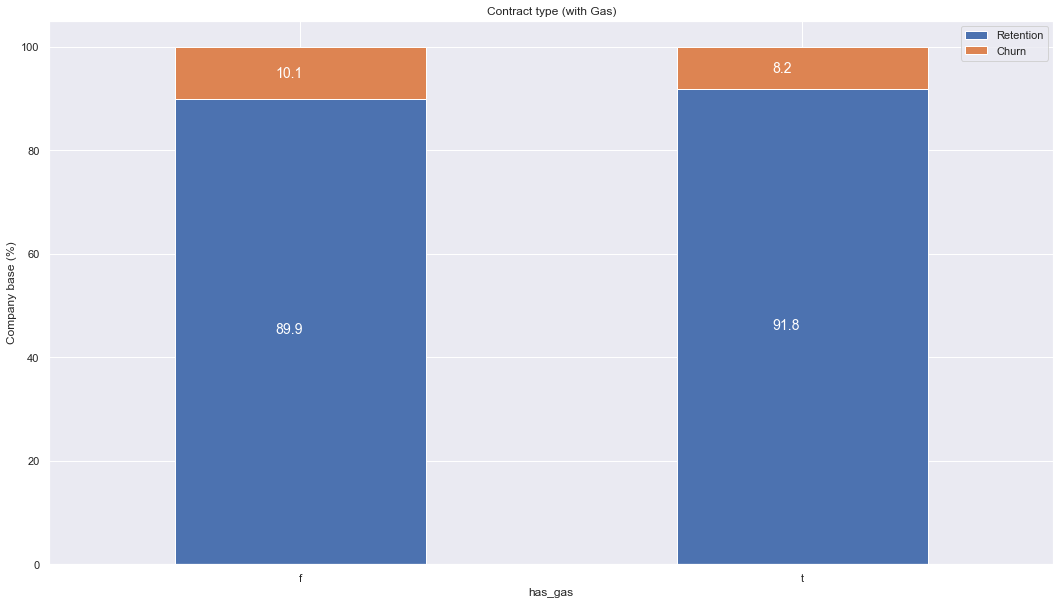 Contract type (with Gas)
Retention
Churn
100
80
60
40
20
0
Company base (%)
10.1
8.2
89.9
91.8
f
t
has_gas